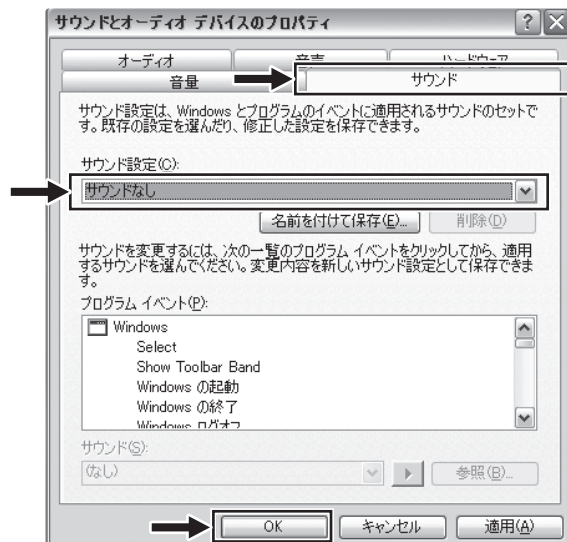 サウンドとオーディオ デバイスのプロパティ
オーディオ 音声 ハードウェア
音量 サウンド
サウンド設定は、Windows とプログラムのイベントに適用されるサウンドのセットで
す。既存の設定を選んだり、修正した設定を保存できます。
サウンド設定(C):
サウンドなし
名前を付けて保存(E)... 削除(D)
サウンドを変更するには、次の一覧のプログラム イベントをクリックしてから、適用
するサウンドを選んでください。変更内容を新しいサウンド設定として保存できま
す。
プログラム イベント(P):
Windows
Select
Show Toolbar Band
Windows の起動
Windows の終了
Windows ログオフ
サウンド(S):
(なし) 参照(B)...
OK キャンセル 適用(A)